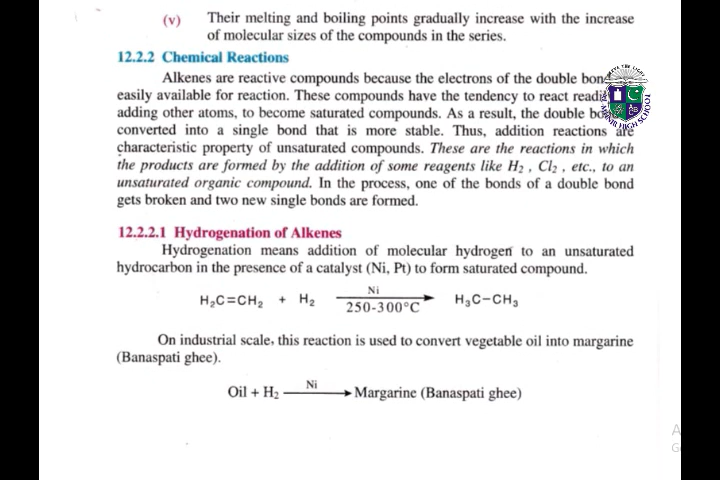 (v) Their melting and boiling points gradually increase with the increase
of molecular sizes of the compounds in the series.
12.2.2 Chemical Reactions
Alkenes are reactive compounds because the electrons of the double bon
easily available for reaction. These compounds have the tendency to react readi
adding other atoms, to become saturated compounds. As a result, the double bo
converted into a single bond that is more stable. Thus, addition reactions are
characteristic property of unsaturated compounds. These are the reactions in which
the products are formed by the addition of some reagents like H₂ , Cl₂ , etc., to an
unsaturated organic compound. In the process, one of the bonds of a double bond
gets broken and two new single bonds are formed.
12.2.2.1 Hydrogenation of Alkenes
Hydrogenation means addition of molecular hydrogen to an unsaturated
hydrocarbon in the presence of a catalyst (Ni, Pt) to form saturated compound.
Ni
H₂C=CH₂ + H₂ ⟶ H₃C−CH₃
250-300°C
On industrial scale, this reaction is used to convert vegetable oil into margarine
(Banaspati ghee).
Ni
Oil + H₂ ⟶ Margarine (Banaspati ghee)